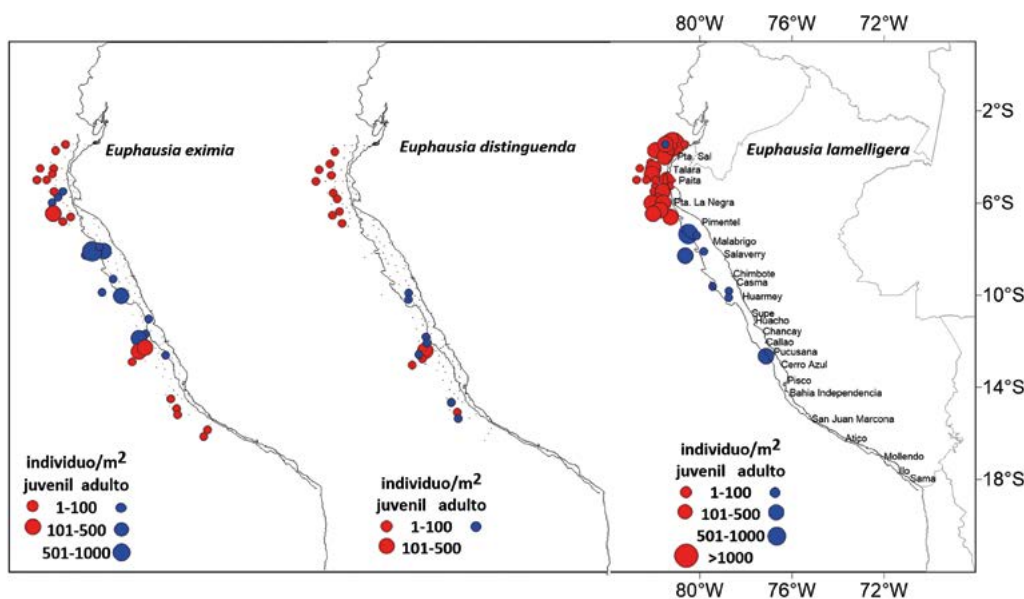 80°W 76°W 72°W
2°S
Euphausia eximia
Euphausia distinguenda
Euphausia lamelligera
Pta. Sal
Talara
Paita
6°S
Pta. La Negra
Pimentel
Malabrigo
Salaverry
Chimbote
Casma
10°S
Huarmey
Supe
Huacho
Chancay
Callao
Pucusana
Cerro Azul
14°S
Pisco
Bahia Independencia
San Juan Marcona
Atico
Mollendo
Ilo
Sama
18°S
individuo/m2
juvenil adulto
1-100
101-500
501-1000
individuo/m2
juvenil adulto
1-100
101-500
individuo/m2
juvenil adulto
1-100
101-500
501-1000
>1000
80°W 76°W 72°W